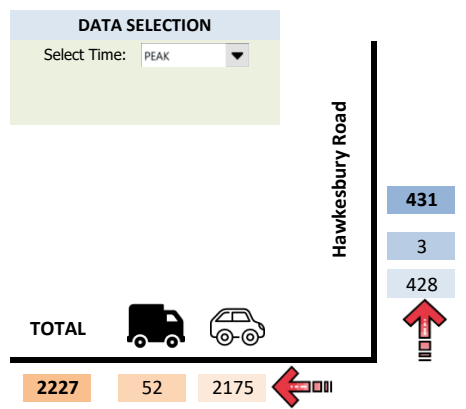 DATA SELECTION
Select Time: PEAK
Hawkesbury Road
431
3
428
TOTAL
2227 52 2175